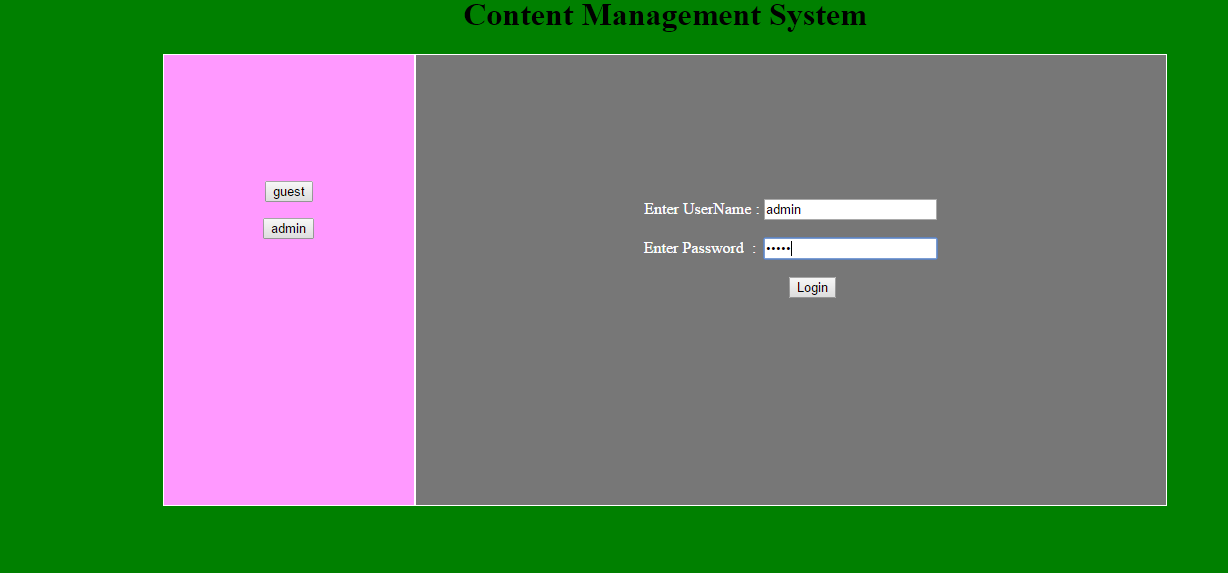 Content Management System
guest
admin
Enter UserName : admin
Enter Password : •••••
Login